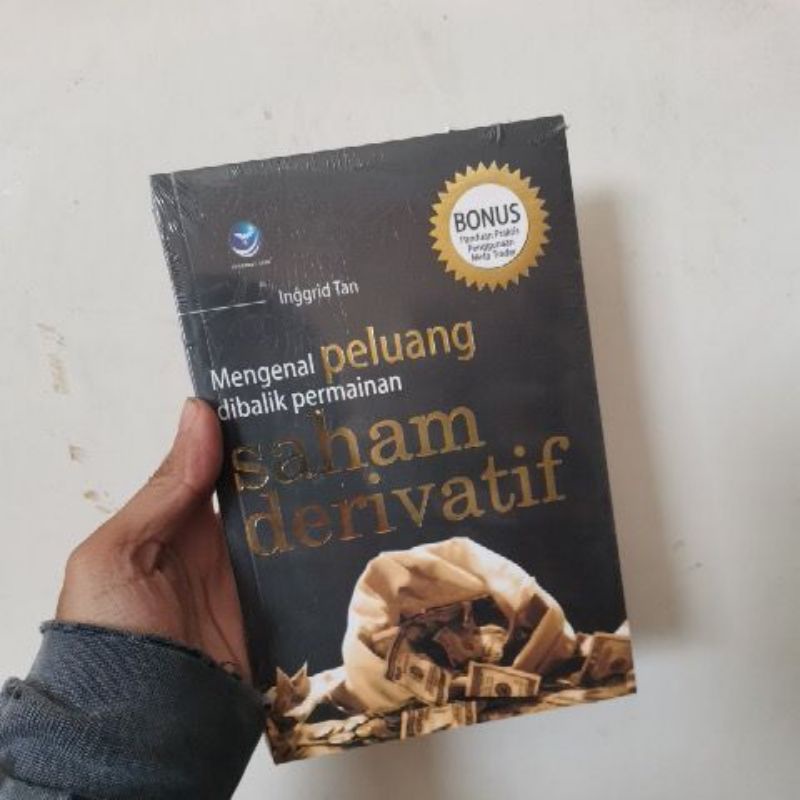 BONUS
Panduan Praktis
Penggunaan
Meta Trader
Inggrid Tan
Mengenal peluang
dibalik permainan
saham
derivatif